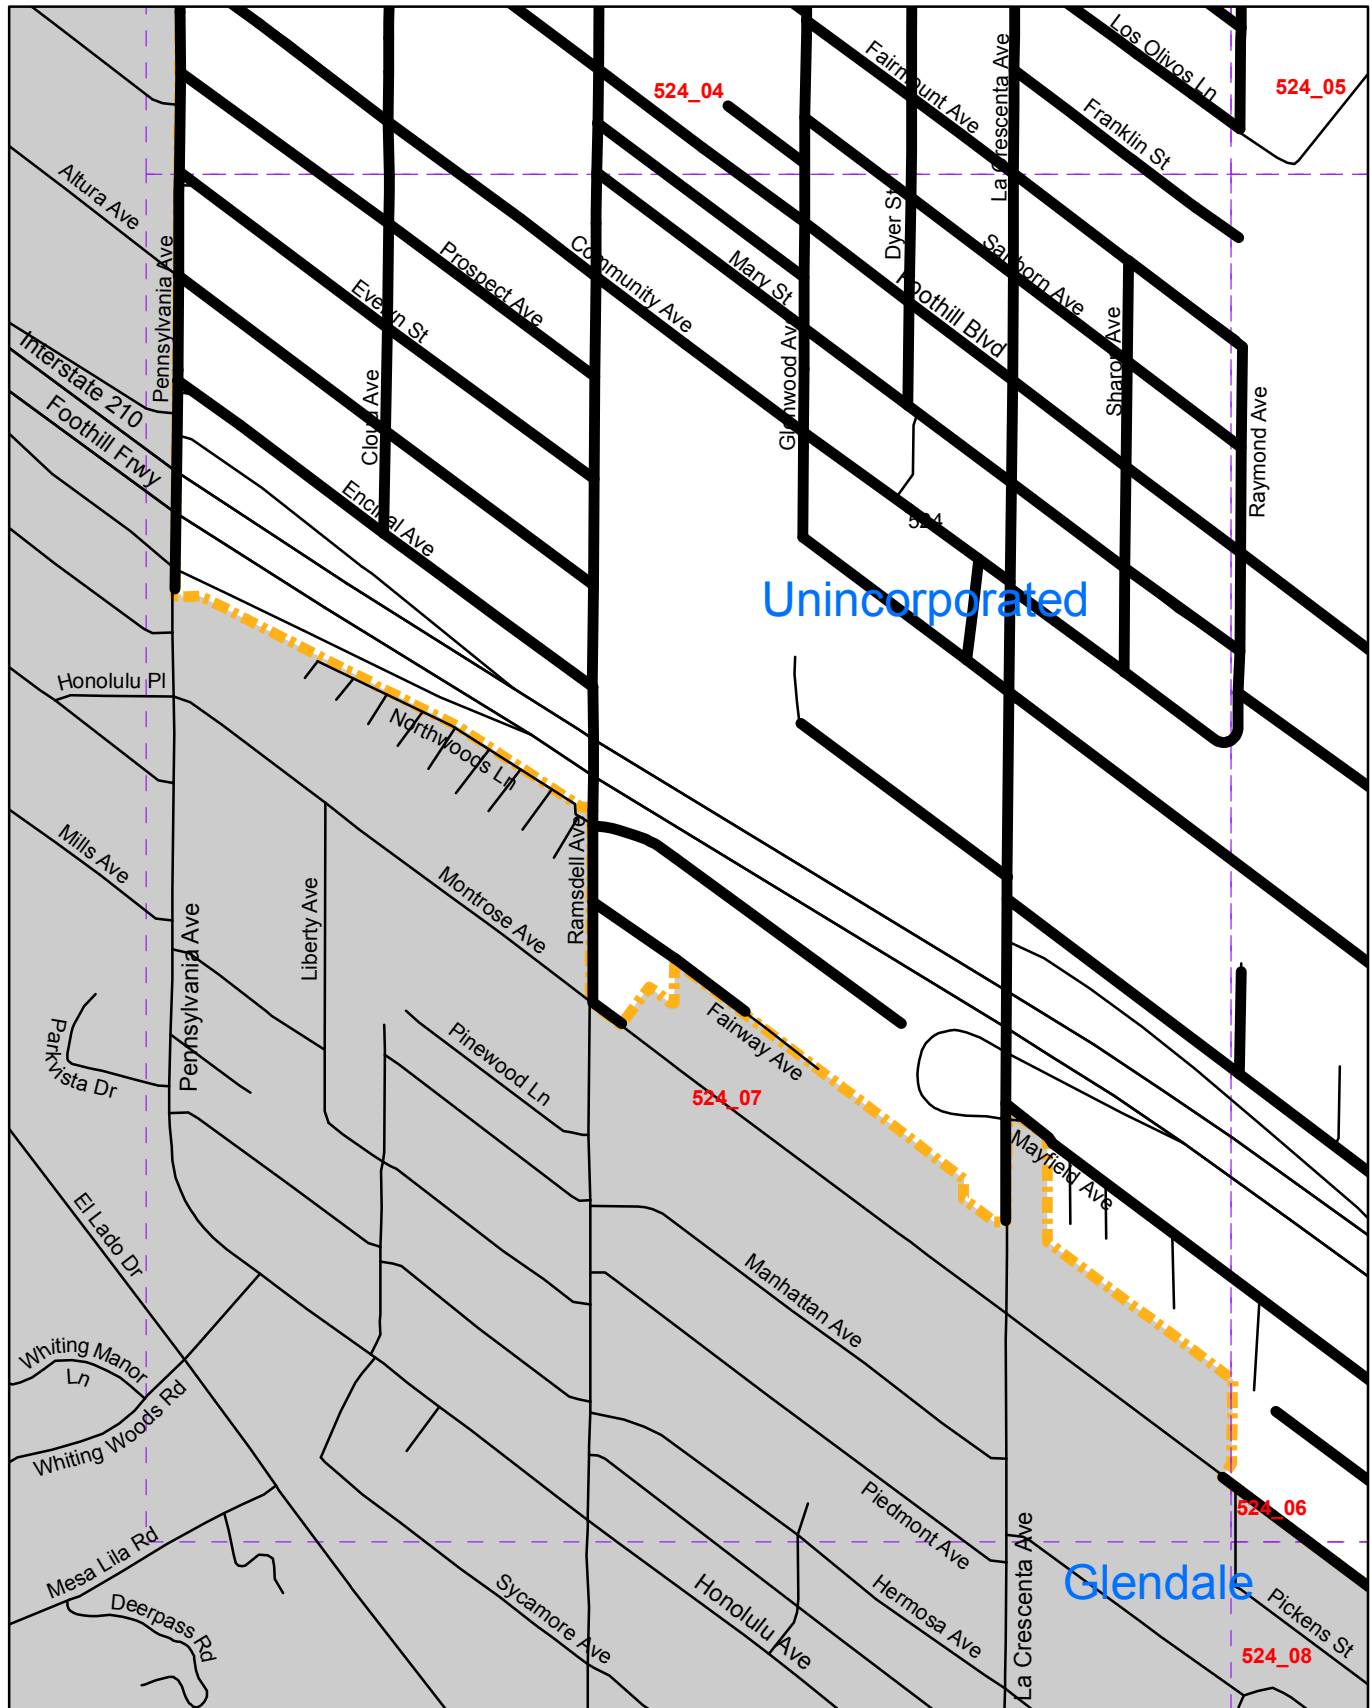 Los Olivos Ln
524_04
524_05
Fairmount Ave
La Crescenta Ave
Franklin St
Altura Ave
Pennsylvania Ave
Dyer St
Prospect Ave
Community Ave
Mary St
Sanborn Ave
Evelyn St
Foothill Blvd
Interstate 210
Foothill Frwy
Cloud Ave
Glenwood Av
Sharon Ave
Raymond Ave
Encinal Ave
524
Unincorporated
Honolulu Pl
Northwoods Ln
Mills Ave
Ramsdell Ave
Montrose Ave
Liberty Ave
Pennsylvania Ave
Park Vista Dr
Pinewood Ln
Fairway Ave
524_07
Mayfield Ave
El Lado Dr
Manhattan Ave
Whiting Manor
Ln
Whiting Woods Rd
Piedmont Ave
524_06
Mesa Lila Rd
Deerpass Rd
Sycamore Ave
Honolulu Ave
Hermosa Ave
La Crescenta Ave
Glendale
Pickens St
524_08